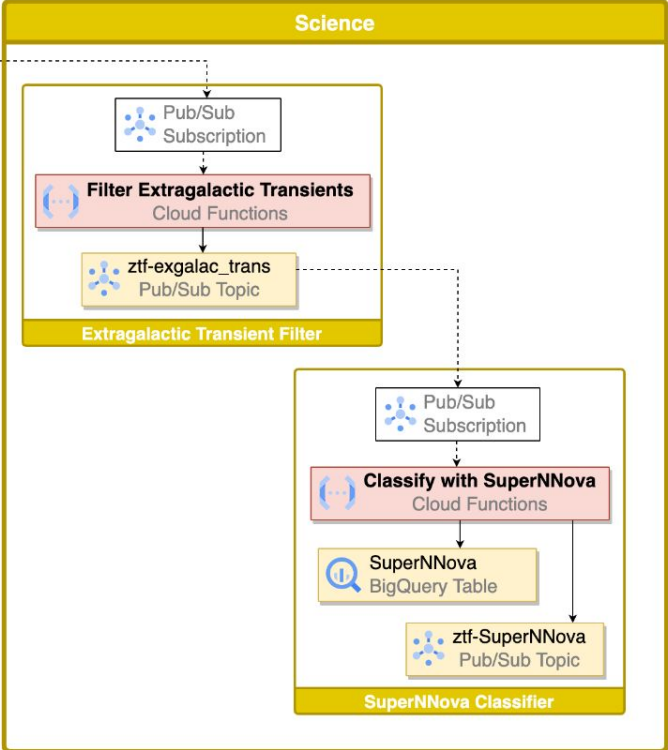 Science
Pub/Sub
Subscription
Filter Extragalactic Transients
Cloud Functions
ztf-exgalac_trans
Pub/Sub Topic
Extragalactic Transient Filter
Pub/Sub
Subscription
Classify with SuperNNova
Cloud Functions
SuperNNova
BigQuery Table
ztf-SuperNNova
Pub/Sub Topic
SuperNNova Classifier